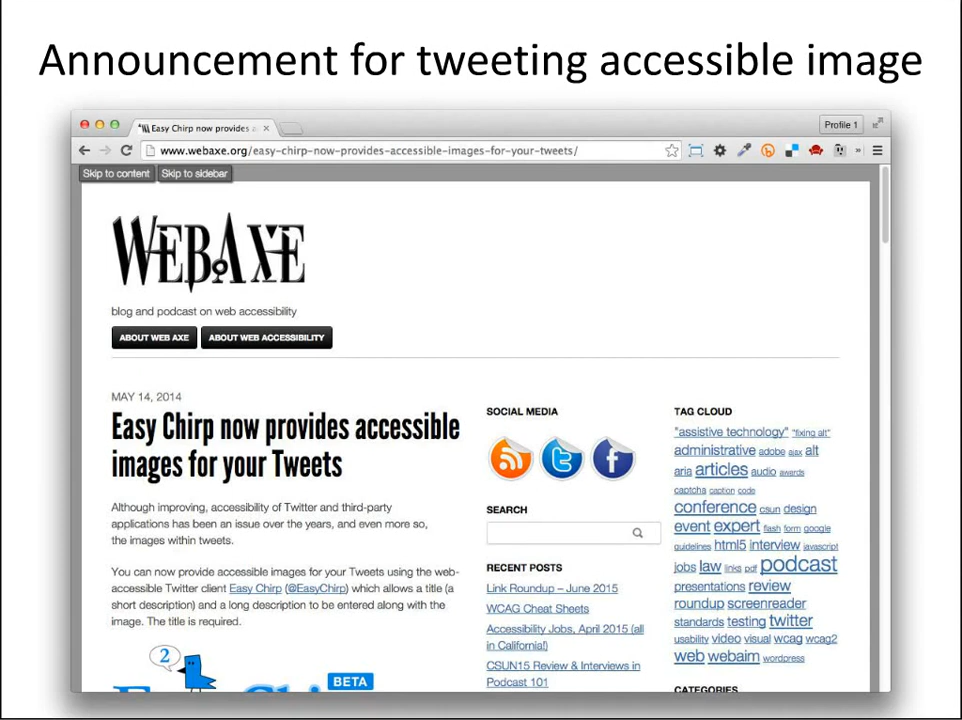 Announcement for tweeting accessible image
Easy Chirp now provides a
Profile 1
www.webaxe.org/easy-chirp-now-provides-accessible-images-for-your-tweets/
Skip to content Skip to sidebar
WEBAXE
blog and podcast on web accessibility
ABOUT WEB AXE ABOUT WEB ACCESSIBILITY
MAY 14, 2014
Easy Chirp now provides accessible
images for your Tweets
Although improving, accessibility of Twitter and third-party
applications has been an issue over the years, and even more so,
the images within tweets.
You can now provide accessible images for your Tweets using the web-
accessible Twitter client Easy Chirp (@EasyChirp) which allows a title (a
short description) and a long description to be entered along with the
image. The title is required.
2
BETA
SOCIAL MEDIA
SEARCH
RECENT POSTS
Link Roundup – June 2015
WCAG Cheat Sheets
Accessibility Jobs, April 2015 (all
in California!)
CSUN15 Review & Interviews in
Podcast 101
TAG CLOUD
"assistive technology" "fixing alt"
administrative adobe ajax alt
aria articles audio awards
captcha caption code
conference csun design
event expert flash form google
guidelines html5 interview javascript
jobs law links pdf podcast
presentations review
roundup screenreader
standards testing twitter
usability video visual wcag wcag2
web webaim wordpress
CATEGORIES